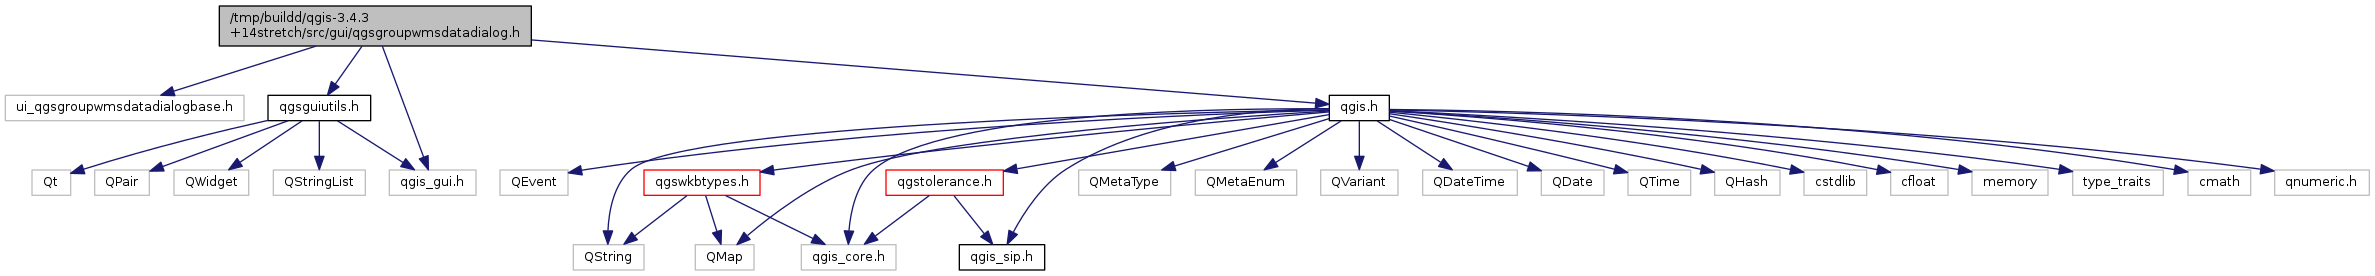 /tmp/buildd/qgis-3.4.3
+14stretch/src/gui/qgsgroupwmsdatadialog.h
ui_qgsgroupwmsdatadialogbase.h
qgsguiutils.h
qgis.h
Qt
QPair
QWidget
QStringList
qgis_gui.h
QEvent
qgswkbtypes.h
qgstolerance.h
QMetaType
QMetaEnum
QVariant
QDateTime
QDate
QTime
QHash
cstdlib
cfloat
memory
type_traits
cmath
qnumeric.h
QString
QMap
qgis_core.h
qgis_sip.h